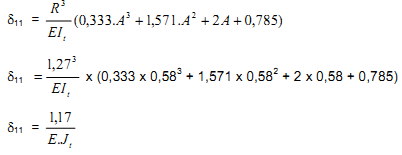 δ₁₁ = R³/EIₜ (0,333.A³ + 1,571.A² + 2A + 0,785)
δ₁₁ = 1,27³/EIₜ x (0,333 x 0,58³ + 1,571 x 0,58² + 2 x 0,58 + 0,785)
δ₁₁ = 1,17/E.Jₜ